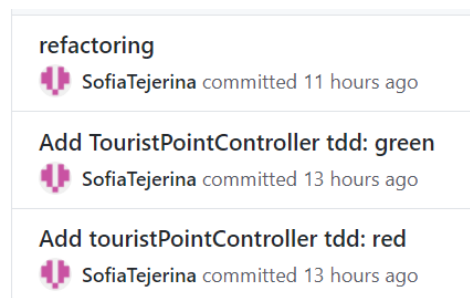 refactoring
SofiaTejerina committed 11 hours ago
Add TouristPointController tdd: green
SofiaTejerina committed 13 hours ago
Add touristPointController tdd: red
SofiaTejerina committed 13 hours ago